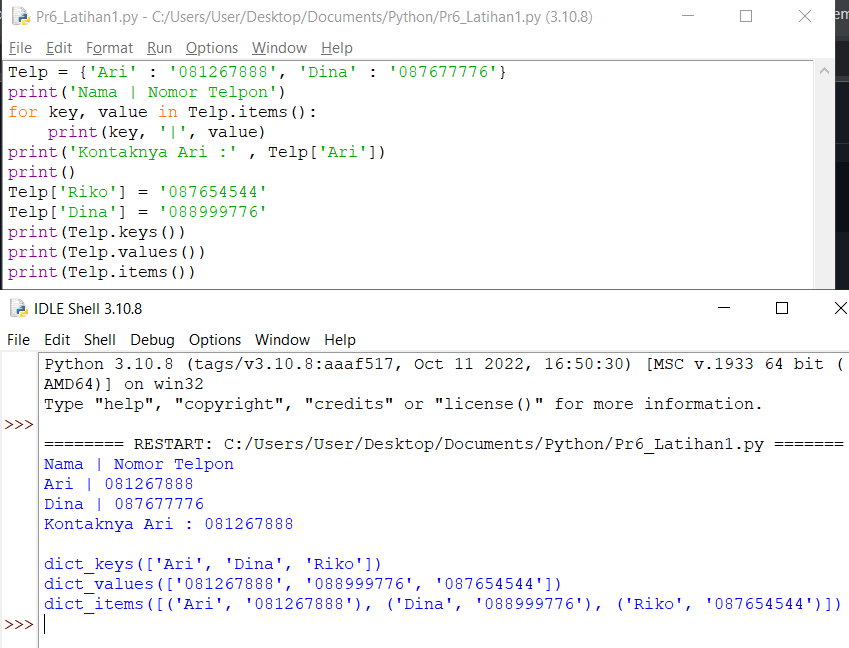 Pr6_Latihan1.py - C:/Users/User/Desktop/Documents/Python/Pr6_Latihan1.py (3.10.8)
File Edit Format Run Options Window Help
Telp = {'Ari' : '081267888', 'Dina' : '087677776'}
print('Nama | Nomor Telpon')
for key, value in Telp.items():
    print(key, '|', value)
print('Kontaknya Ari :' , Telp['Ari'])
print()
Telp['Riko'] = '087654544'
Telp['Dina'] = '088999776'
print(Telp.keys())
print(Telp.values())
print(Telp.items())
IDLE Shell 3.10.8
File Edit Shell Debug Options Window Help
Python 3.10.8 (tags/v3.10.8:aaaf517, Oct 11 2022, 16:50:30) [MSC v.1933 64 bit (
AMD64)] on win32
Type "help", "copyright", "credits" or "license()" for more information.
>>>
======== RESTART: C:/Users/User/Desktop/Documents/Python/Pr6_Latihan1.py =======
Nama | Nomor Telpon
Ari | 081267888
Dina | 087677776
Kontaknya Ari : 081267888

dict_keys(['Ari', 'Dina', 'Riko'])
dict_values(['081267888', '088999776', '087654544'])
dict_items([('Ari', '081267888'), ('Dina', '088999776'), ('Riko', '087654544')])
>>>